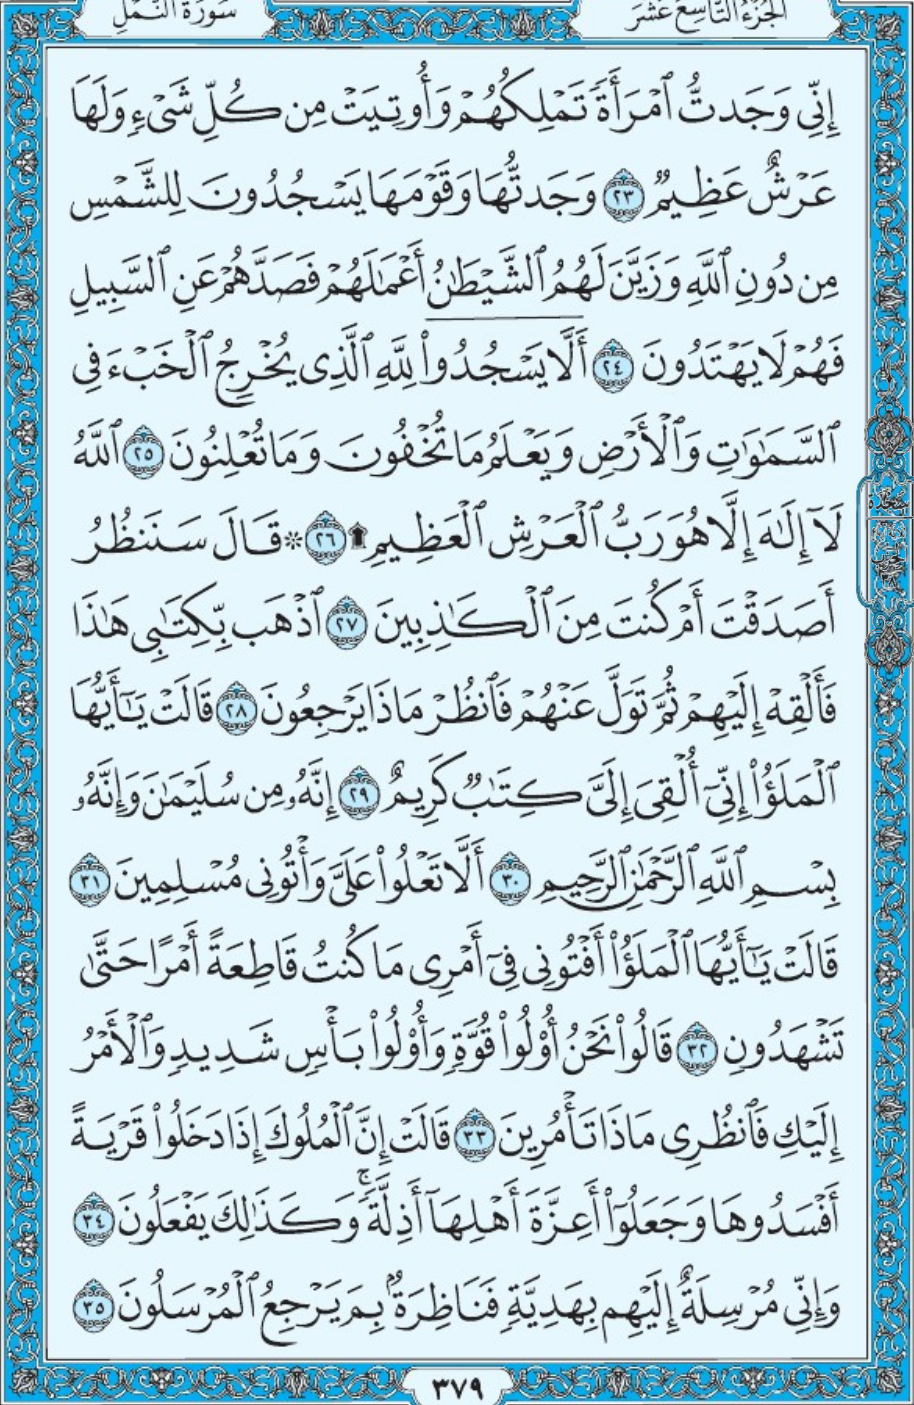 سُورَةُ النَّمۡلِ
الجُزْءُ التَّاسِعَ عَشَرَ
إِنِّي وَجَدتُّ ٱمۡرَأَةٗ تَمۡلِكُهُمۡ وَأُوتِيَتۡ مِن كُلِّ شَيۡءٖ وَلَهَا
عَرۡشٌ عَظِيمٞ ٢٣ وَجَدتُّهَا وَقَوۡمَهَا يَسۡجُدُونَ لِلشَّمۡسِ
مِن دُونِ ٱللَّهِ وَزَيَّنَ لَهُمُ ٱلشَّيۡطَٰنُ أَعۡمَٰلَهُمۡ فَصَدَّهُمۡ عَنِ ٱلسَّبِيلِ
فَهُمۡ لَا يَهۡتَدُونَ ٢٤ أَلَّا يَسۡجُدُواْ لِلَّهِ ٱلَّذِي يُخۡرِجُ ٱلۡخَبۡءَ فِي
ٱلسَّمَٰوَٰتِ وَٱلۡأَرۡضِ وَيَعۡلَمُ مَا تُخۡفُونَ وَمَا تُعۡلِنُونَ ٢٥ ٱللَّهُ
لَآ إِلَٰهَ إِلَّا هُوَ رَبُّ ٱلۡعَرۡشِ ٱلۡعَظِيمِ۩ ٢٦ ۞ قَالَ سَنَنظُرُ
سَجْدَة
أَصَدَقۡتَ أَمۡ كُنتَ مِنَ ٱلۡكَٰذِبِينَ ٢٧ ٱذۡهَب بِّكِتَٰبِي هَٰذَا
فَأَلۡقِهۡ إِلَيۡهِمۡ ثُمَّ تَوَلَّ عَنۡهُمۡ فَٱنظُرۡ مَاذَا يَرۡجِعُونَ ٢٨ قَالَتۡ يَٰٓأَيُّهَا
ٱلۡمَلَؤُاْ إِنِّيٓ أُلۡقِيَ إِلَيَّ كِتَٰبٞ كَرِيمٌ ٢٩ إِنَّهُۥ مِن سُلَيۡمَٰنَ وَإِنَّهُۥ
بِسۡمِ ٱللَّهِ ٱلرَّحۡمَٰنِ ٱلرَّحِيمِ ٣٠ أَلَّا تَعۡلُواْ عَلَيَّ وَأۡتُونِي مُسۡلِمِينَ ٣١
قَالَتۡ يَٰٓأَيُّهَا ٱلۡمَلَؤُاْ أَفۡتُونِي فِيٓ أَمۡرِي مَا كُنتُ قَاطِعَةً أَمۡرًا حَتَّىٰ
تَشۡهَدُونِ ٣٢ قَالُواْ نَحۡنُ أُوْلُواْ قُوَّةٖ وَأُوْلُواْ بَأۡسٖ شَدِيدٖ وَٱلۡأَمۡرُ
إِلَيۡكِ فَٱنظُرِي مَاذَا تَأۡمُرِينَ ٣٣ قَالَتۡ إِنَّ ٱلۡمُلُوكَ إِذَا دَخَلُواْ قَرۡيَةً
أَفۡسَدُوهَا وَجَعَلُوٓاْ أَعِزَّةَ أَهۡلِهَآ أَذِلَّةٗۚ وَكَذَٰلِكَ يَفۡعَلُونَ ٣٤
وَإِنِّي مُرۡسِلَةٌ إِلَيۡهِم بِهَدِيَّةٖ فَنَاظِرَةُۢ بِمَ يَرۡجِعُ ٱلۡمُرۡسَلُونَ ٣٥
٣٧٩